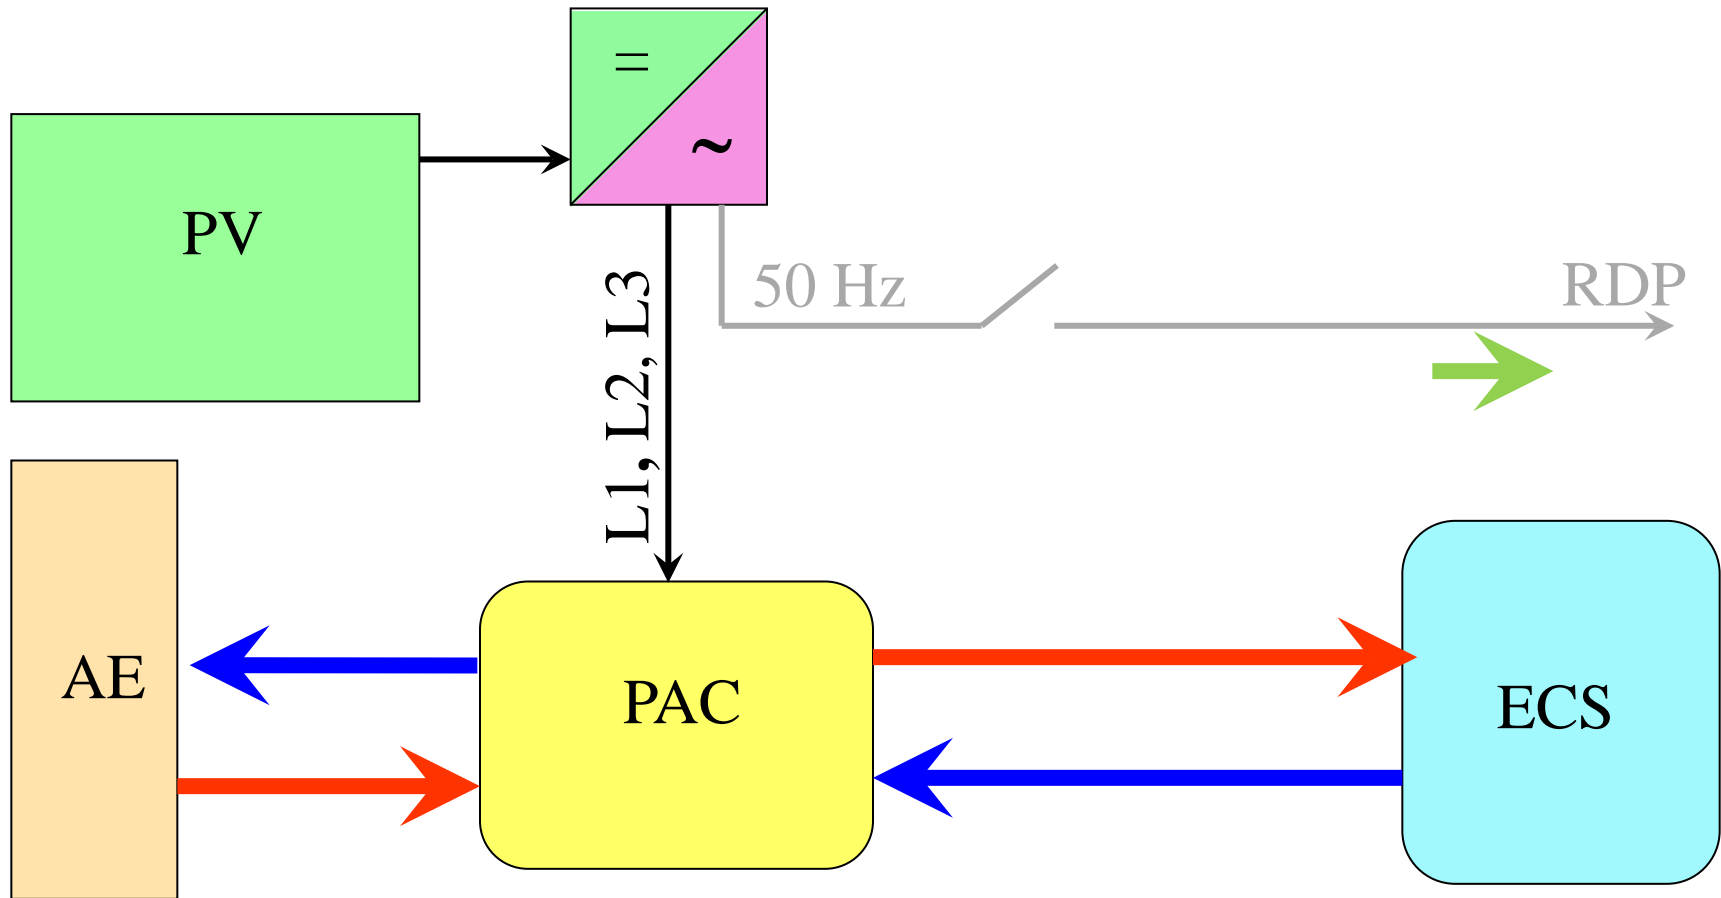 =
~
PV
50 Hz
RDP
L1, L2, L3
AE
PAC
ECS